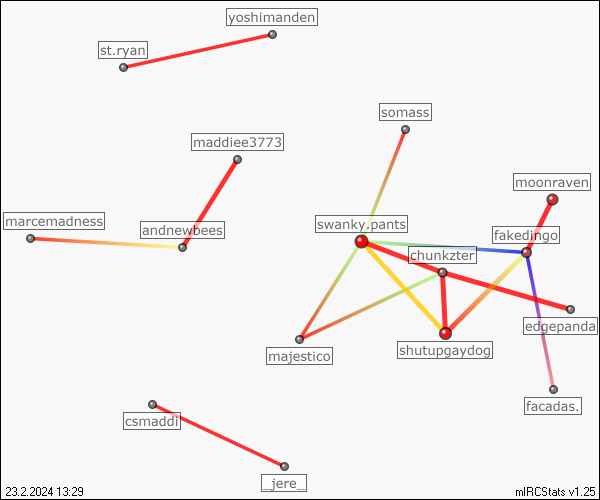 yoshimanden
st.ryan
somass
maddiee3773
moonraven
marcemadness
andnewbees
swanky.pants
fakedingo
chunkzter
edgepanda
majestico
shutupgaydog
facadas.
csmaddi
_jere_
23.2.2024 13:29
mIRCStats v1.25